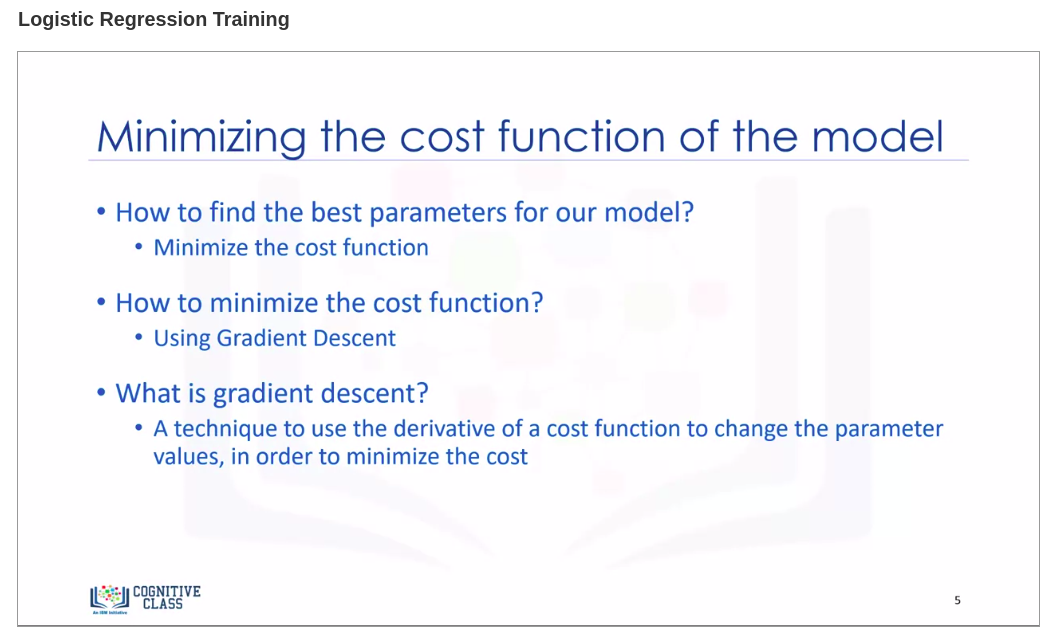 Logistic Regression Training
Minimizing the cost function of the model
• How to find the best parameters for our model?
• Minimize the cost function
• How to minimize the cost function?
• Using Gradient Descent
• What is gradient descent?
• A technique to use the derivative of a cost function to change the parameter
values, in order to minimize the cost
COGNITIVE
CLASS
An IBM Initiative
5